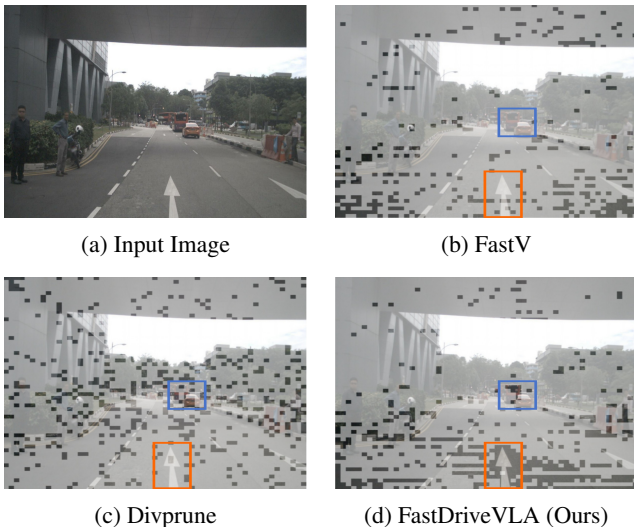 (a) Input Image
(b) FastV
(c) Divprune
(d) FastDriveVLA (Ours)